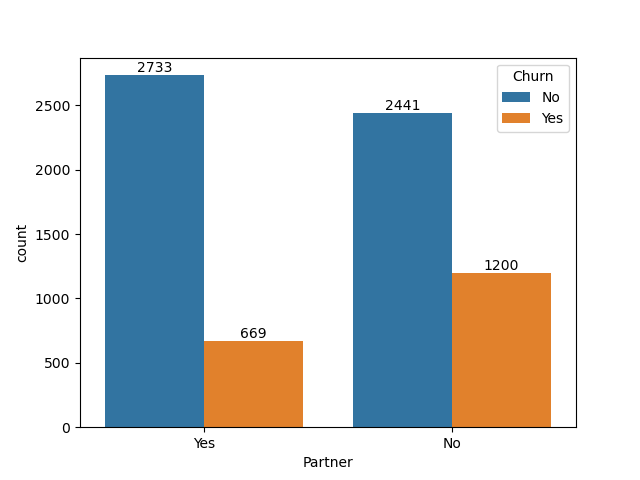 2733
2441
1200
669
Churn
No
Yes
2500
2000
1500
1000
500
0
count
Yes
No
Partner